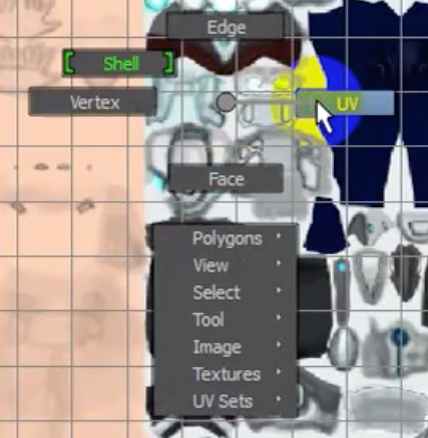 Edge
Shell
Vertex
UV
Face
Polygons
View
Select
Tool
Image
Textures
UV Sets